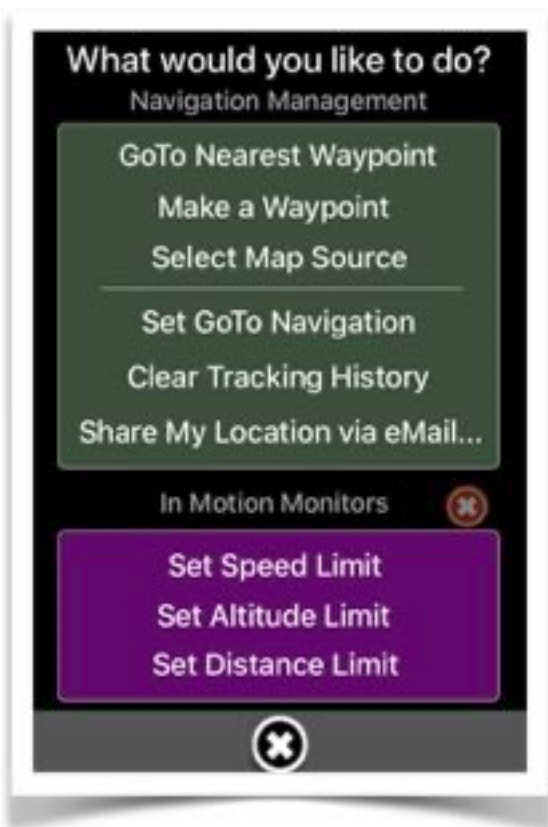 What would you like to do?
Navigation Management
GoTo Nearest Waypoint
Make a Waypoint
Select Map Source
Set GoTo Navigation
Clear Tracking History
Share My Location via eMail...
In Motion Monitors
Set Speed Limit
Set Altitude Limit
Set Distance Limit